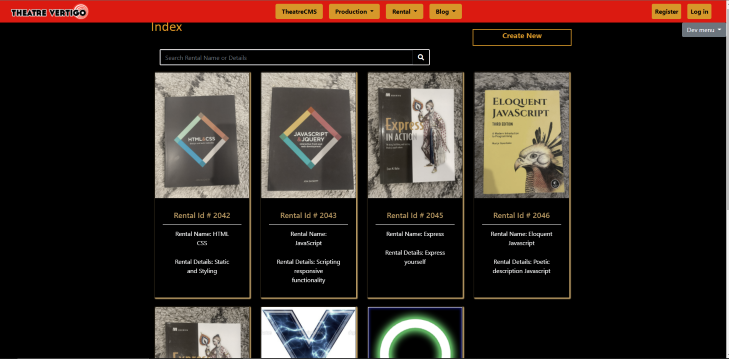 THEATRE VERTIGO
TheatreCMS
Production
Rental
Blog
Register
Log in
Dev menu
Index
Create New
Search Rental Name or Details
HTML & CSS
JAVASCRIPT
& JQUERY
Express
IN ACTION
ELOQUENT
JAVASCRIPT
THIRD EDITION
Rental Id # 2042
Rental Name: HTML
CSS
Rental Details: Static
and Styling
Rental Id # 2043
Rental Name:
JavaScript
Rental Details: Scripting
responsive
functionality
Rental Id # 2045
Rental Name: Express
Rental Details: Express
yourself
Rental Id # 2046
Rental Name: Eloquent
Javascript
Rental Details: Poetic
description Javascript
Express